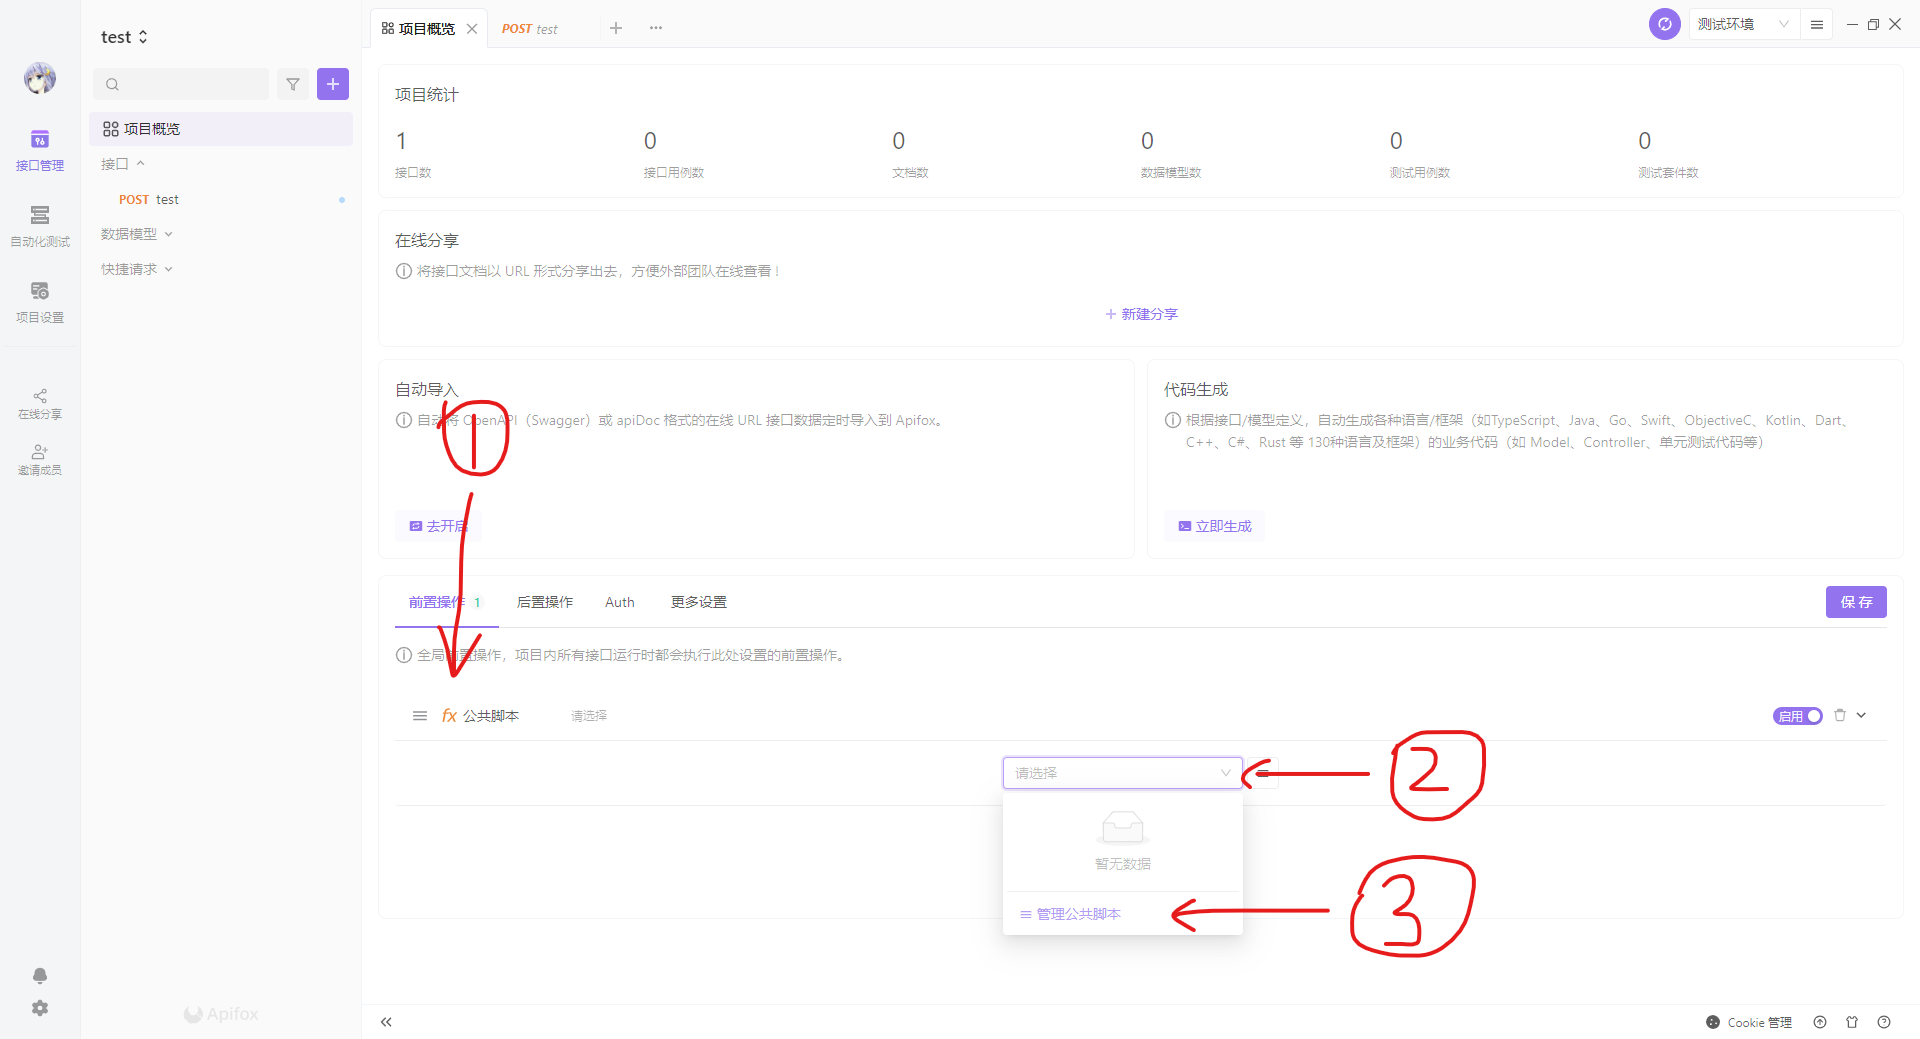 test
项目概览
POST test
测试环境
接口管理
自动化测试
项目设置
在线分享
邀请成员
项目概览
接口
POST test
数据模型
快捷请求
Apifox
项目统计
1
0
0
0
0
0
接口数
接口用例数
文档数
数据模型数
测试用例数
测试套件数
在线分享
将接口文档以 URL 形式分享出去，方便外部团队在线查看！
+ 新建分享
自动导入
自动将 OpenAPI（Swagger）或 apiDoc 格式的在线 URL 接口数据定时导入到 Apifox。
去开启
代码生成
根据接口/模型定义，自动生成各种语言/框架（如TypeScript、Java、Go、Swift、ObjectiveC、Kotlin、Dart、
C++、C#、Rust 等 130种语言及框架）的业务代码（如 Model、Controller、单元测试代码等）
立即生成
1
前置操作 1
后置操作
Auth
更多设置
保存
全局前置操作，项目内所有接口运行时都会执行此处设置的前置操作。
fx 公共脚本
请选择
启用
请选择
2
暂无数据
管理公共脚本
3
Cookie 管理